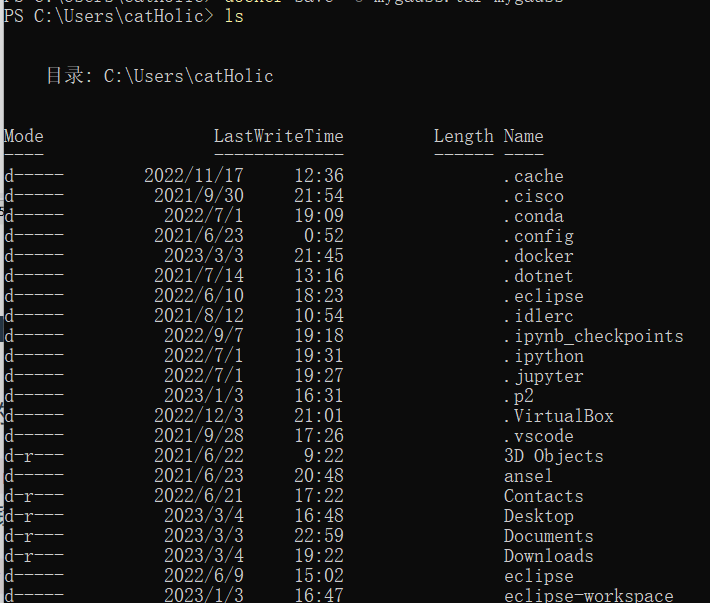 PS C:\Users\catHolic> docker save -o mygauss.tar mygauss
PS C:\Users\catHolic> ls
目录: C:\Users\catHolic
Mode LastWriteTime Length Name
---- ------------- ------ ----
d----- 2022/11/17 12:36 .cache
d----- 2021/9/30 21:54 .cisco
d----- 2022/7/1 19:09 .conda
d----- 2021/6/23 0:52 .config
d----- 2023/3/3 21:45 .docker
d----- 2021/7/14 13:16 .dotnet
d----- 2022/6/10 18:23 .eclipse
d----- 2021/8/12 10:54 .idlerc
d----- 2022/9/7 19:18 .ipynb_checkpoints
d----- 2022/7/1 19:31 .ipython
d----- 2022/7/1 19:27 .jupyter
d----- 2023/1/3 16:31 .p2
d----- 2022/12/3 21:01 .VirtualBox
d----- 2021/9/28 17:26 .vscode
d-r--- 2021/6/22 9:22 3D Objects
d----- 2021/6/23 20:48 ansel
d-r--- 2022/6/21 17:22 Contacts
d-r--- 2023/3/4 16:48 Desktop
d-r--- 2023/3/3 22:59 Documents
d-r--- 2023/3/4 19:22 Downloads
d----- 2022/6/9 15:02 eclipse
d----- 2023/1/3 16:47 eclipse-workspace